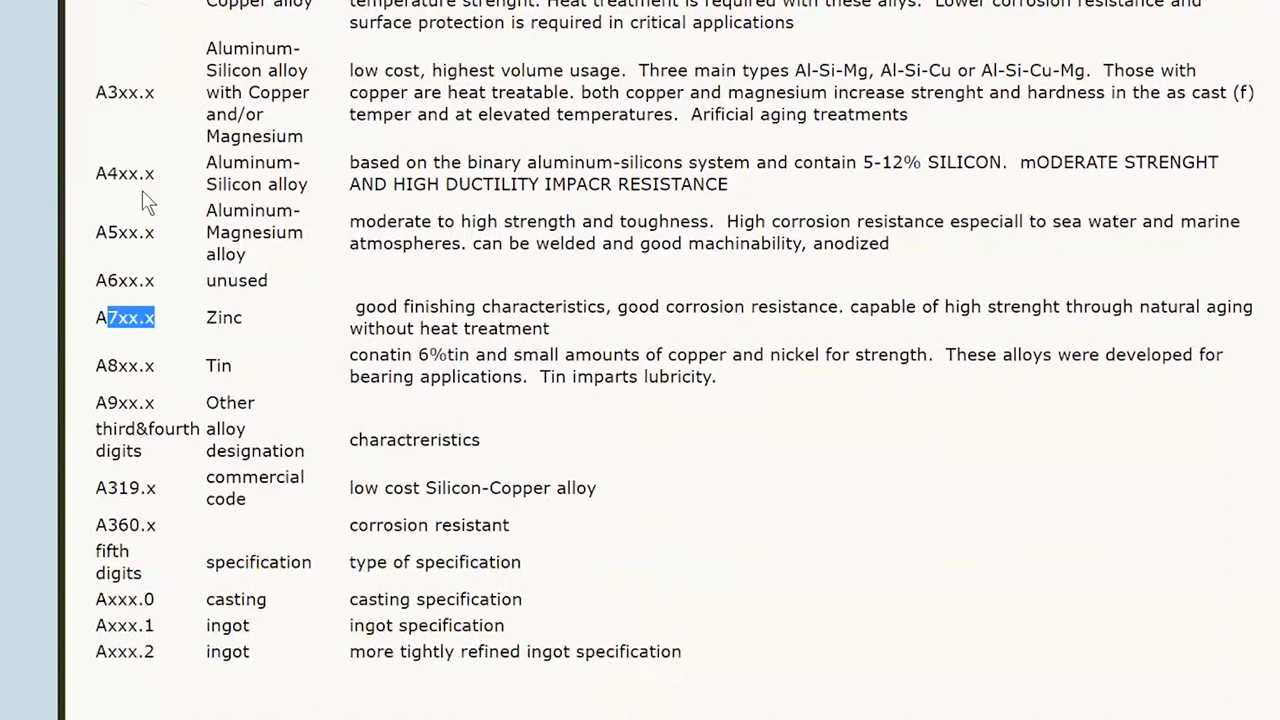 Copper alloy temperature strenght. Heat treatment is required with these allys. Lower corrosion resistance and
surface protection is required in critical applications
Aluminum-
Silicon alloy
with Copper
and/or
Magnesium
A3xx.x
low cost, highest volume usage. Three main types Al-Si-Mg, Al-Si-Cu or Al-Si-Cu-Mg. Those with
copper are heat treatable. both copper and magnesium increase strenght and hardness in the as cast (f)
temper and at elevated temperatures. Arificial aging treatments
A4xx.x
Aluminum-
Silicon alloy
based on the binary aluminum-silicons system and contain 5-12% SILICON. mODERATE STRENGHT
AND HIGH DUCTILITY IMPACR RESISTANCE
A5xx.x
Aluminum-
Magnesium
alloy
moderate to high strength and toughness. High corrosion resistance especiall to sea water and marine
atmospheres. can be welded and good machinability, anodized
A6xx.x unused
A7xx.x Zinc
good finishing characteristics, good corrosion resistance. capable of high strenght through natural aging
without heat treatment
A8xx.x Tin
conatin 6%tin and small amounts of copper and nickel for strength. These alloys were developed for
bearing applications. Tin imparts lubricity.
A9xx.x Other
third&fourth
digits
alloy
designation
charactreristics
A319.x
commercial
code
low cost Silicon-Copper alloy
A360.x corrosion resistant
fifth
digits
specification type of specification
Axxx.0 casting casting specification
Axxx.1 ingot ingot specification
Axxx.2 ingot more tightly refined ingot specification